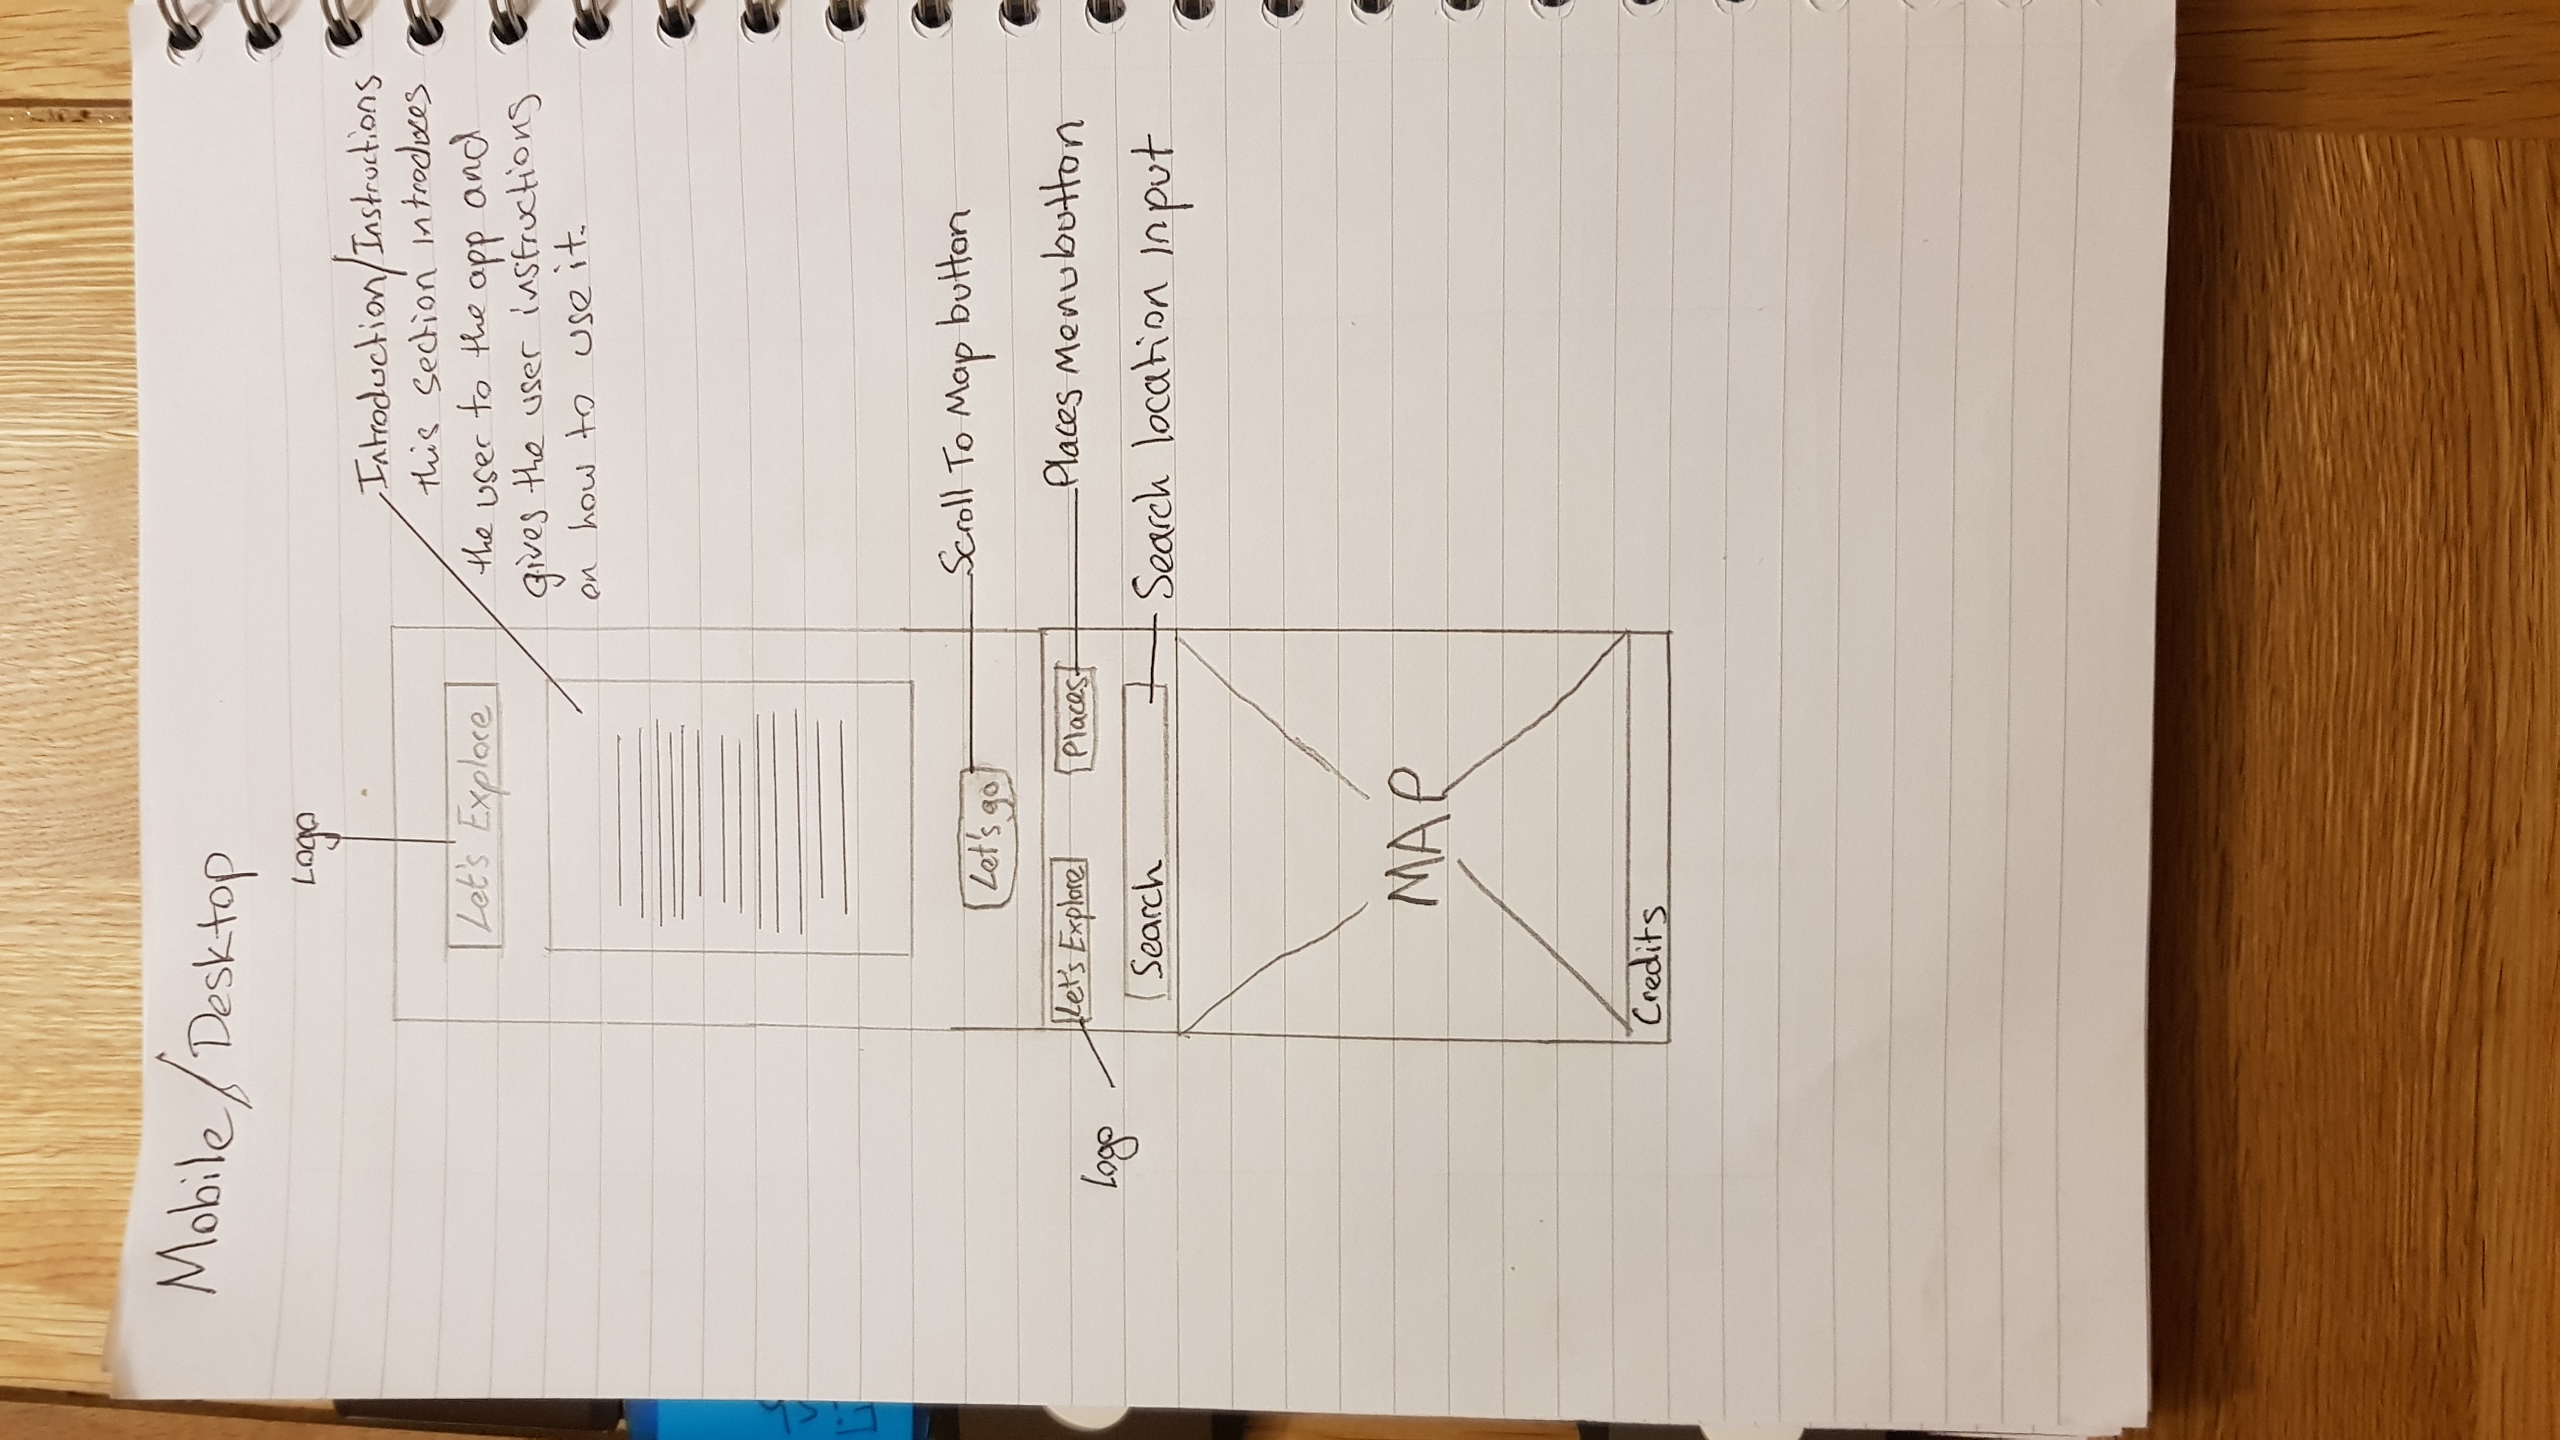 Mobile/Desktop
Logo
Introduction/Instructions
this section introduces
the user to the app and
gives the user instructions
on how to use it.
Let's Explore
Let's go
Scroll To Map button
Let's Explore
Places
Places Menu button
Logo
Search
Search location Input
MAP
Credits